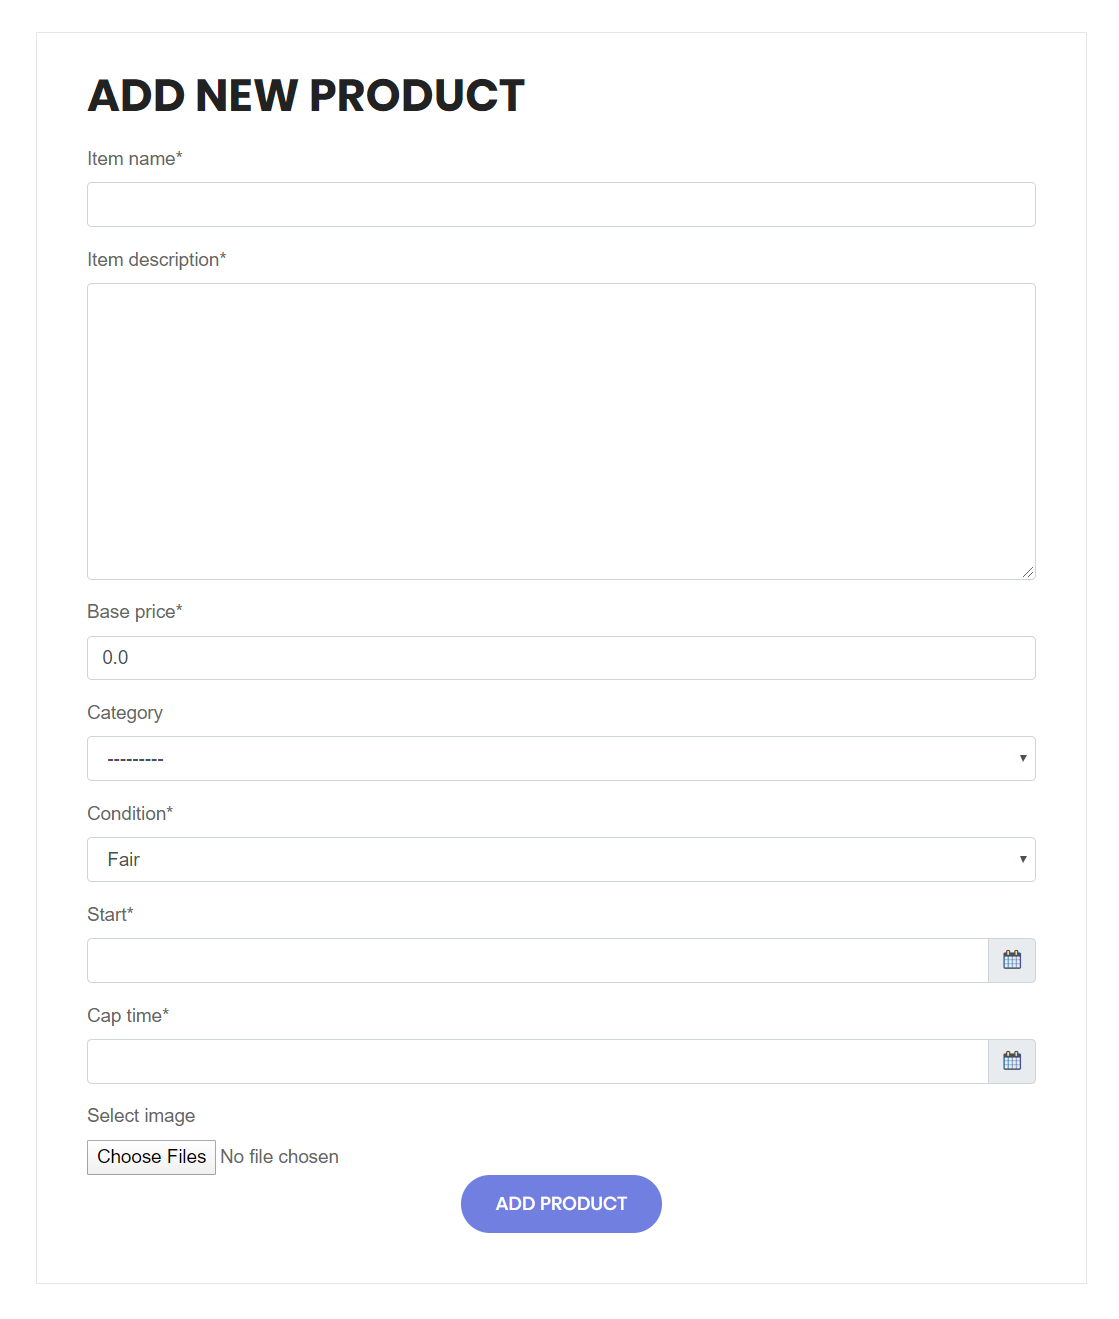 ADD NEW PRODUCT
Item name*
Item description*
Base price*
0.0
Category
---------
Condition*
Fair
Start*
Cap time*
Select image
Choose Files No file chosen
ADD PRODUCT